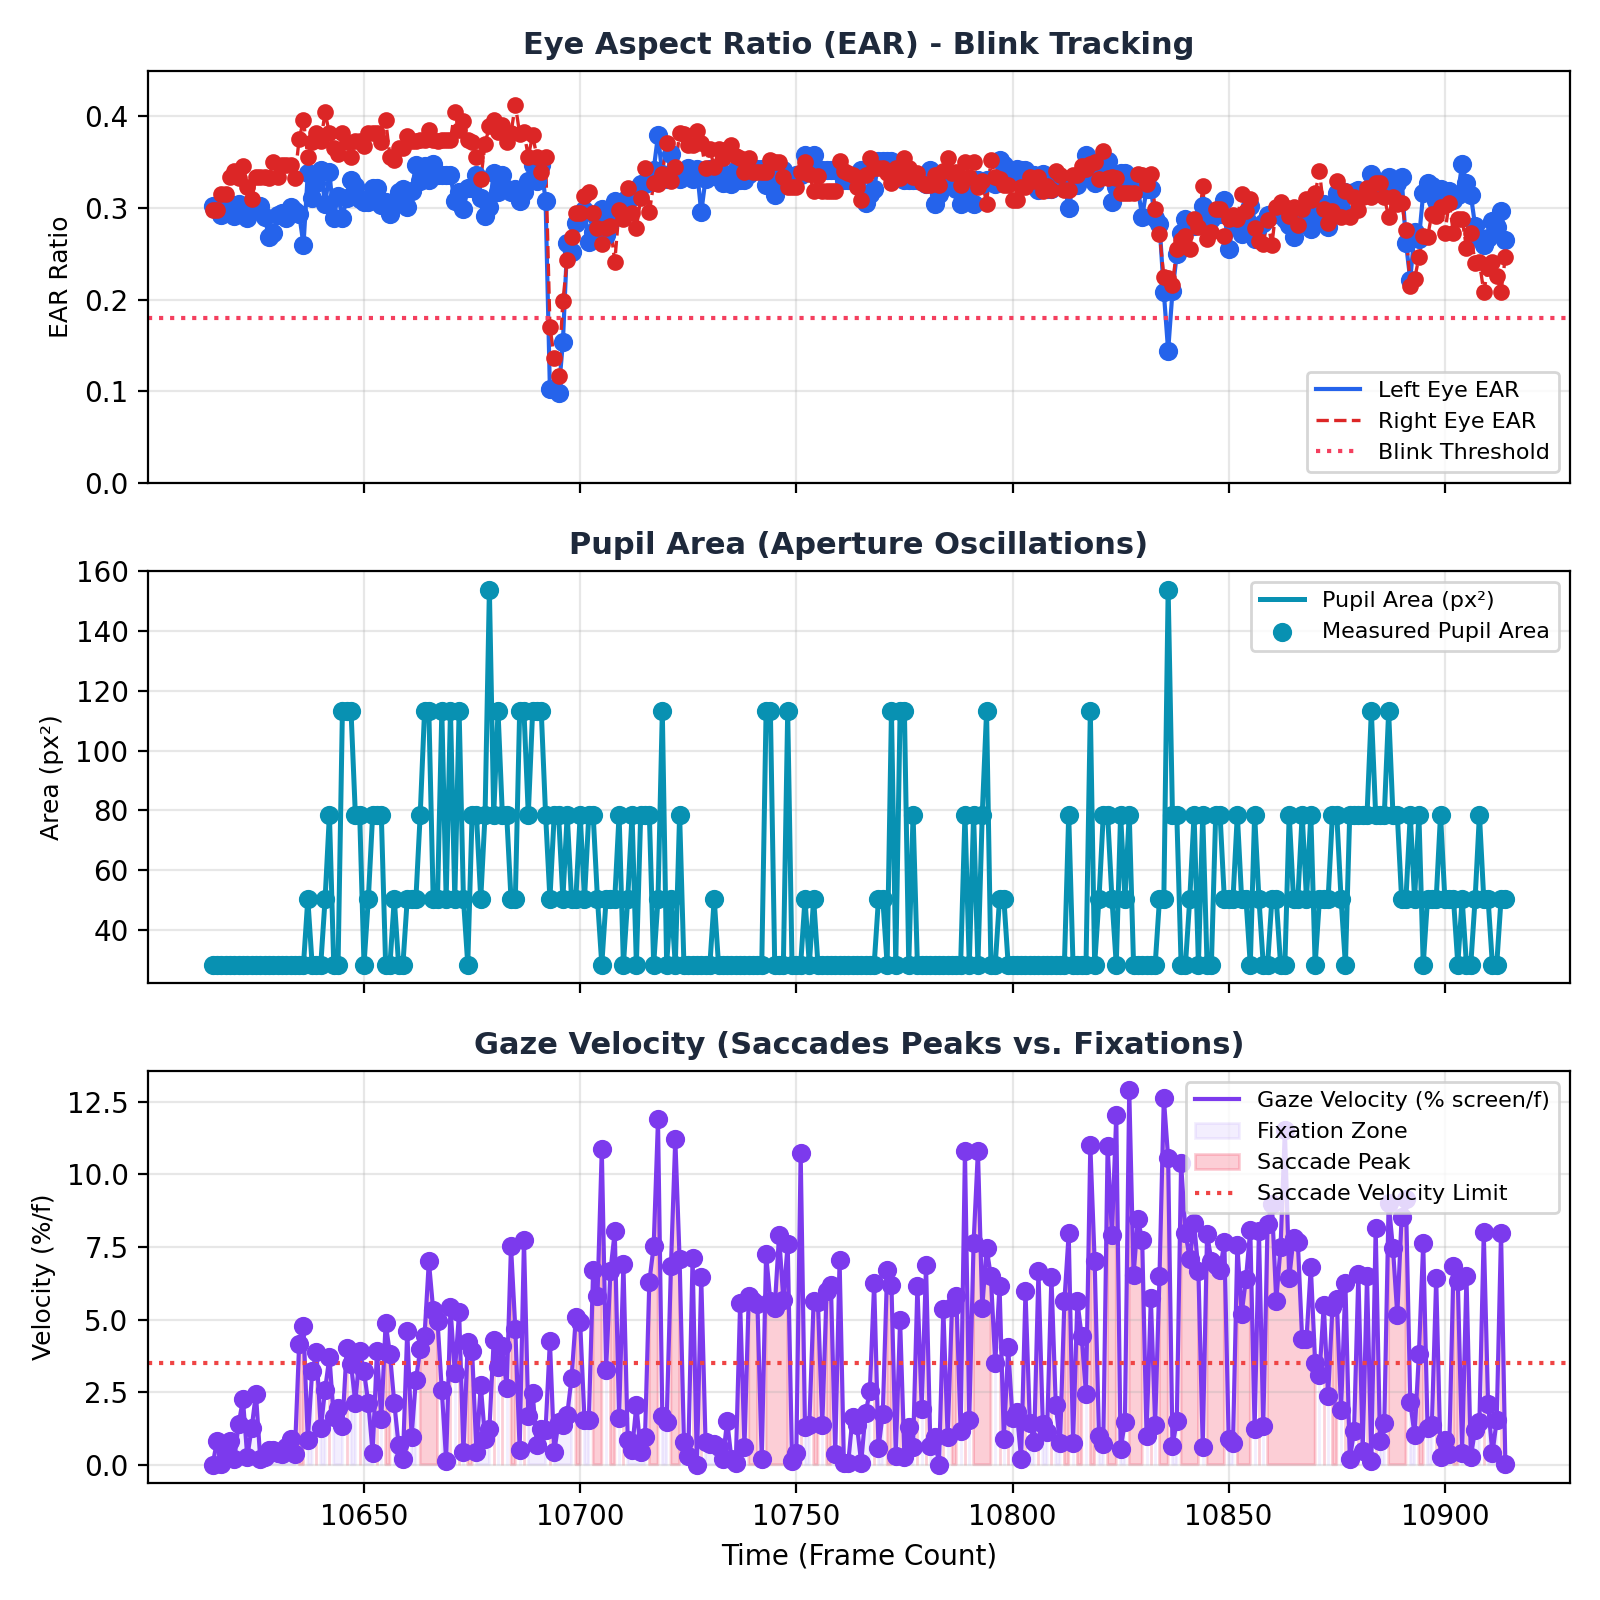 Eye Aspect Ratio (EAR) - Blink Tracking
EAR Ratio
0.4
0.3
0.2
0.1
0.0
Left Eye EAR
Right Eye EAR
Blink Threshold
Pupil Area (Aperture Oscillations)
Area (px²)
160
140
120
100
80
60
40
Pupil Area (px²)
Measured Pupil Area
Gaze Velocity (Saccades Peaks vs. Fixations)
Velocity (%/f)
12.5
10.0
7.5
5.0
2.5
0.0
Gaze Velocity (% screen/f)
Fixation Zone
Saccade Peak
Saccade Velocity Limit
10650 10700 10750 10800 10850 10900
Time (Frame Count)